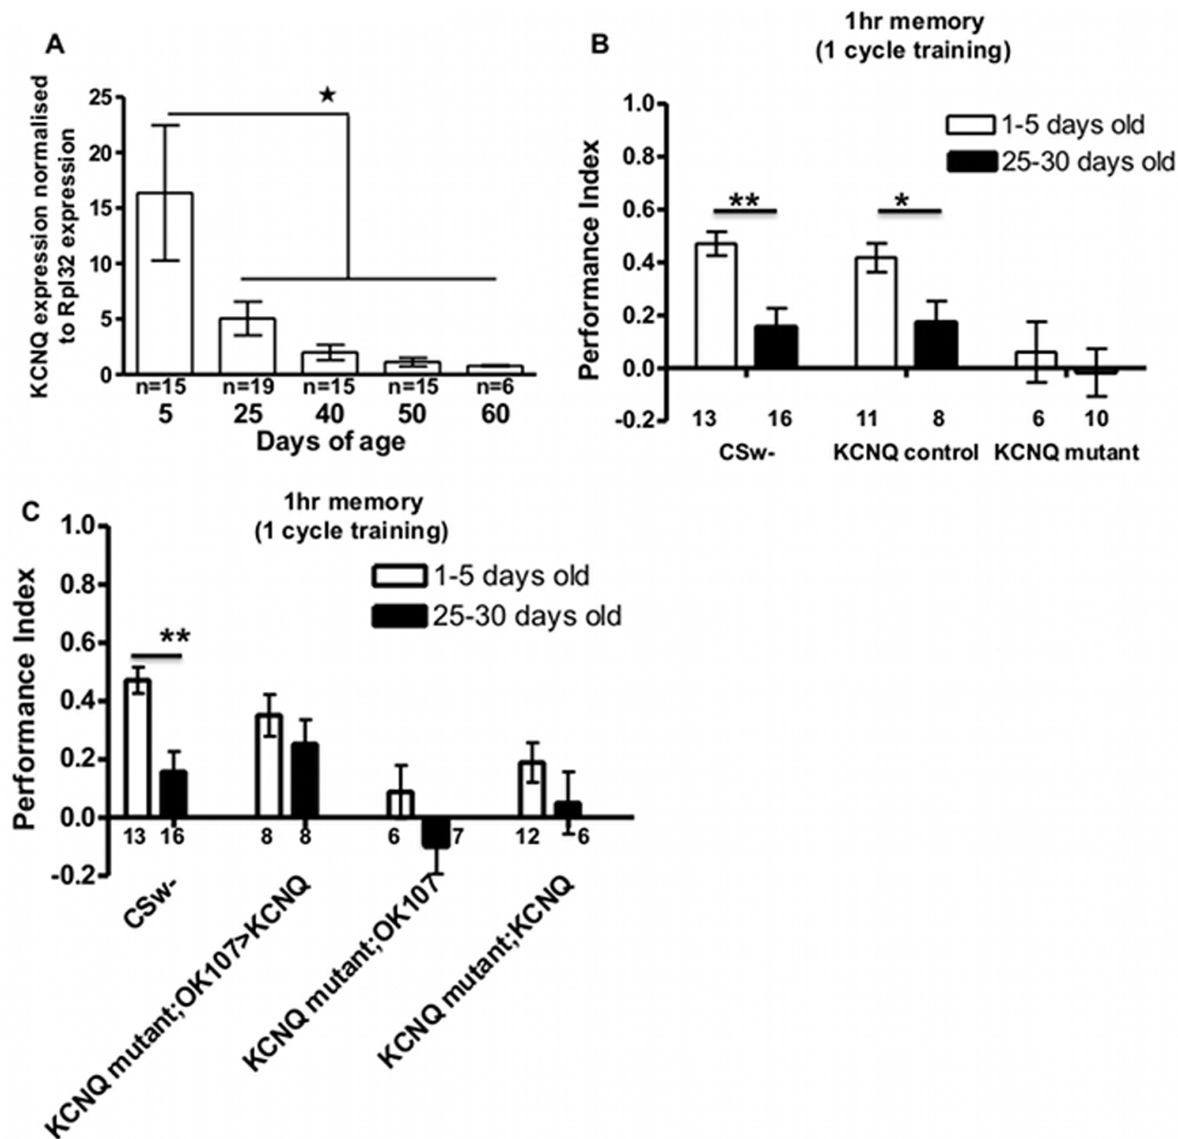 A
KCNQ expression normalised
to Rpl32 expression
25
20
15
10
5
0
★
n=15 n=19 n=15 n=15 n=6
5 25 40 50 60
Days of age
B
1hr memory
(1 cycle training)
Performance Index
1.0
0.8
0.6
0.4
0.2
0.0
-0.2
1-5 days old
25-30 days old
**
*
13 16 11 8 6 10
CSw- KCNQ control KCNQ mutant
C
1hr memory
(1 cycle training)
Performance Index
1.0
0.8
0.6
0.4
0.2
0.0
-0.2
1-5 days old
25-30 days old
**
13 16 8 8 6 7 12 6
CSw-
KCNQ mutant;OK107>KCNQ
KCNQ mutant;OK107
KCNQ mutant;KCNQ